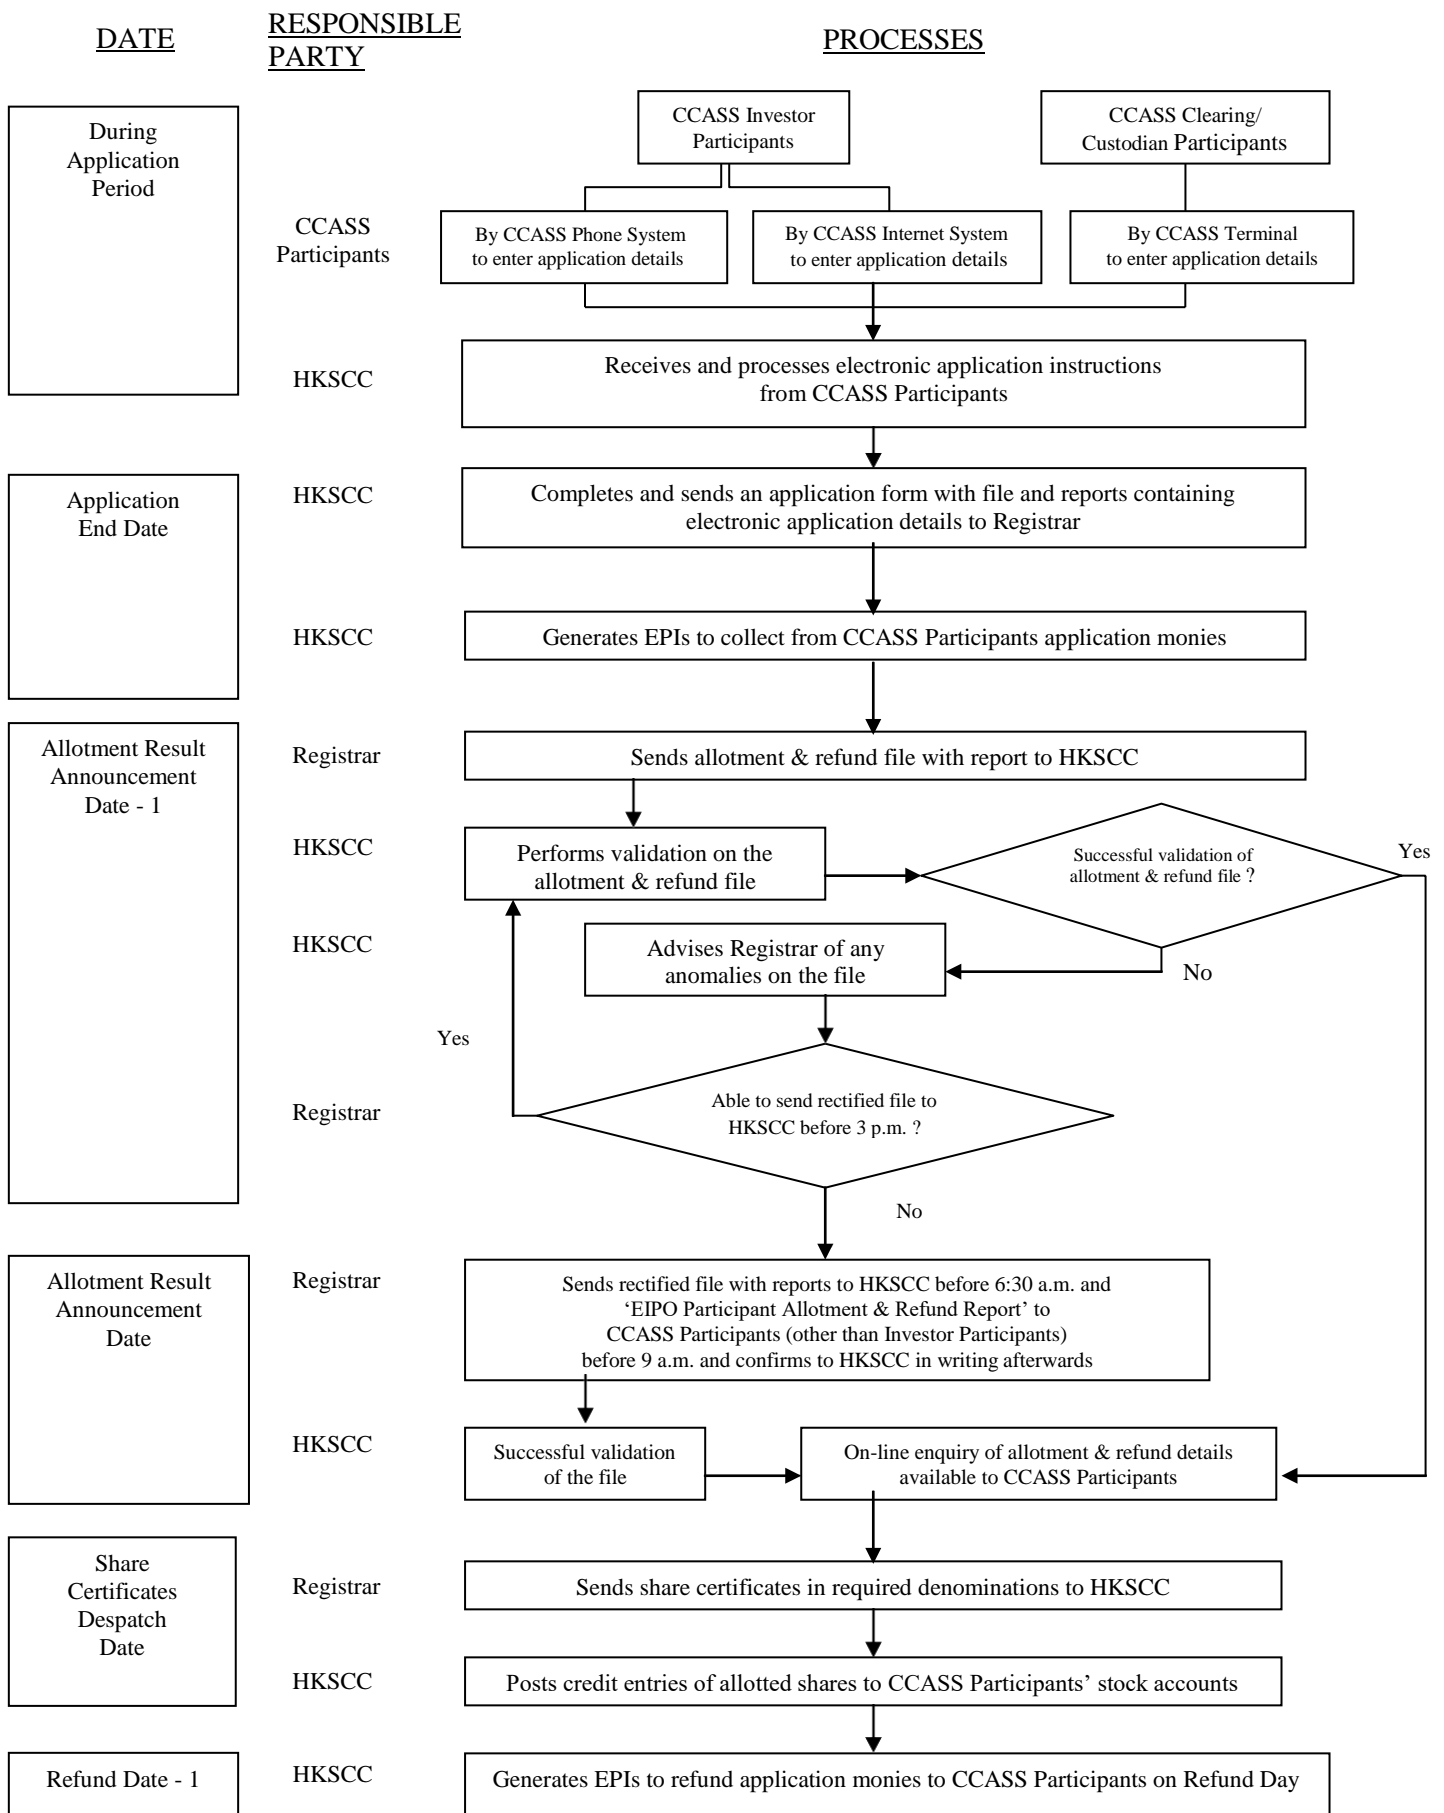 DATE
RESPONSIBLE
PARTY
PROCESSES
During
Application
Period
CCASS Investor
Participants
CCASS Clearing/
Custodian Participants
CCASS
Participants
By CCASS Phone System
to enter application details
By CCASS Internet System
to enter application details
By CCASS Terminal
to enter application details
HKSCC
Receives and processes electronic application instructions
from CCASS Participants
Application
End Date
HKSCC
Completes and sends an application form with file and reports containing
electronic application details to Registrar
HKSCC
Generates EPIs to collect from CCASS Participants application monies
Allotment Result
Announcement
Date - 1
Registrar
Sends allotment & refund file with report to HKSCC
HKSCC
Performs validation on the
allotment & refund file
Successful validation of
allotment & refund file ?
Yes
HKSCC
Advises Registrar of any
anomalies on the file
No
Yes
Registrar
Able to send rectified file to
HKSCC before 3 p.m. ?
No
Allotment Result
Announcement
Date
Registrar
Sends rectified file with reports to HKSCC before 6:30 a.m. and
‘EIPO Participant Allotment & Refund Report’ to
CCASS Participants (other than Investor Participants)
before 9 a.m. and confirms to HKSCC in writing afterwards
HKSCC
Successful validation
of the file
On-line enquiry of allotment & refund details
available to CCASS Participants
Share
Certificates
Despatch
Date
Registrar
Sends share certificates in required denominations to HKSCC
HKSCC
Posts credit entries of allotted shares to CCASS Participants’ stock accounts
Refund Date - 1
HKSCC
Generates EPIs to refund application monies to CCASS Participants on Refund Day